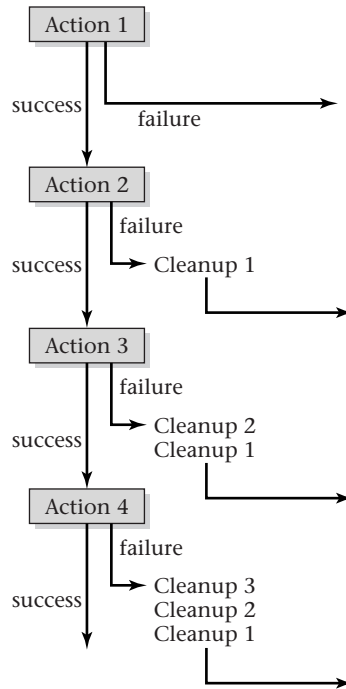 Action 1
success
failure
Action 2
failure
success
Cleanup 1
Action 3
failure
success
Cleanup 2
Cleanup 1
Action 4
failure
success
Cleanup 3
Cleanup 2
Cleanup 1